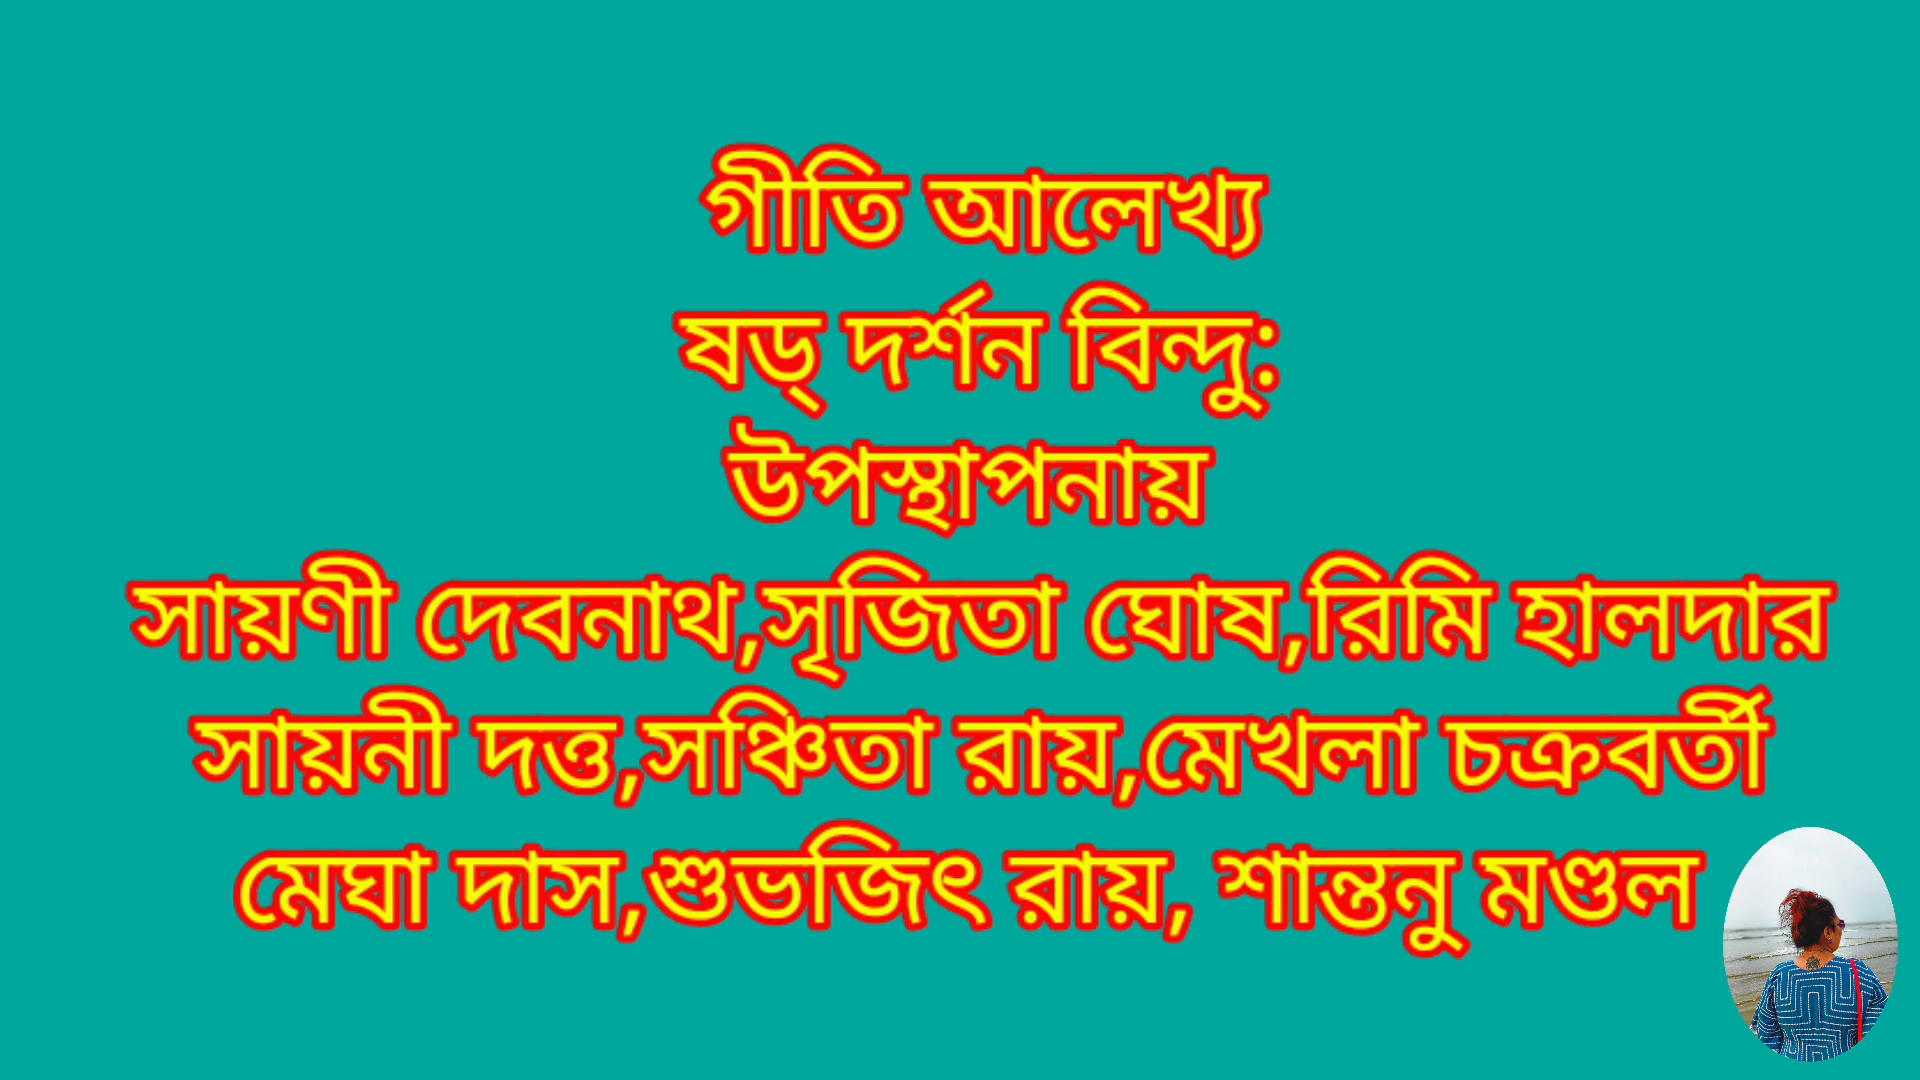 গীতি আলেখ্য
ষড্ দর্শন বিন্দু:
উপস্থাপনায়
সায়ণী দেবনাথ,সৃজিতা ঘোষ,রিমি হালদার
সায়নী দত্ত,সঞ্চিতা রায়,মেখলা চক্রবর্তী
মেঘা দাস,শুভজিৎ রায়, শান্তনু মণ্ডল